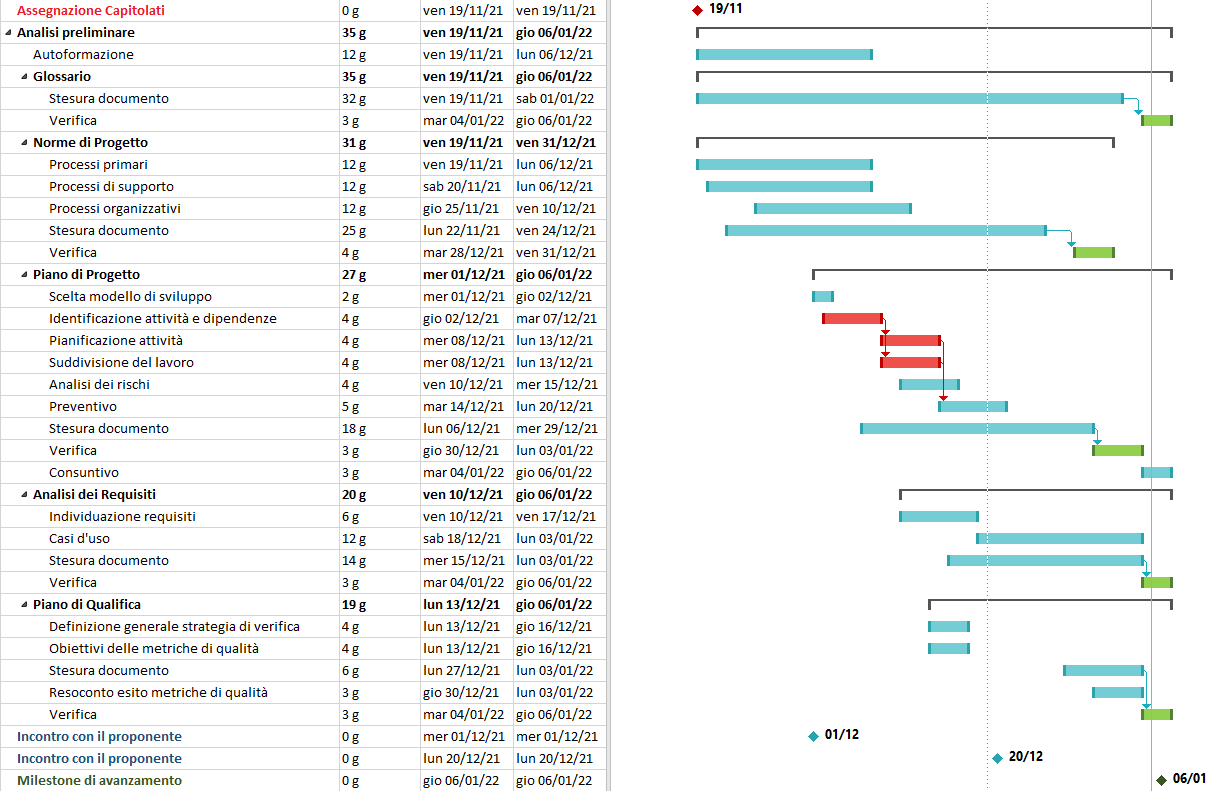 Assegnazione Capitolati 0 g ven 19/11/21 ven 19/11/21 19/11
Analisi preliminare 35 g ven 19/11/21 gio 06/01/22
Autoformazione 12 g ven 19/11/21 lun 06/12/21
Glossario 35 g ven 19/11/21 gio 06/01/22
Stesura documento 32 g ven 19/11/21 sab 01/01/22
Verifica 3 g mar 04/01/22 gio 06/01/22
Norme di Progetto 31 g ven 19/11/21 ven 31/12/21
Processi primari 12 g ven 19/11/21 lun 06/12/21
Processi di supporto 12 g sab 20/11/21 lun 06/12/21
Processi organizzativi 12 g gio 25/11/21 ven 10/12/21
Stesura documento 25 g lun 22/11/21 ven 24/12/21
Verifica 4 g mar 28/12/21 ven 31/12/21
Piano di Progetto 27 g mer 01/12/21 gio 06/01/22
Scelta modello di sviluppo 2 g mer 01/12/21 gio 02/12/21
Identificazione attività e dipendenze 4 g gio 02/12/21 mar 07/12/21
Pianificazione attività 4 g mer 08/12/21 lun 13/12/21
Suddivisione del lavoro 4 g mer 08/12/21 lun 13/12/21
Analisi dei rischi 4 g ven 10/12/21 mer 15/12/21
Preventivo 5 g mar 14/12/21 lun 20/12/21
Stesura documento 18 g lun 06/12/21 mer 29/12/21
Verifica 3 g gio 30/12/21 lun 03/01/22
Consuntivo 3 g mar 04/01/22 gio 06/01/22
Analisi dei Requisiti 20 g ven 10/12/21 gio 06/01/22
Individuazione requisiti 6 g ven 10/12/21 ven 17/12/21
Casi d'uso 12 g sab 18/12/21 lun 03/01/22
Stesura documento 14 g mer 15/12/21 lun 03/01/22
Verifica 3 g mar 04/01/22 gio 06/01/22
Piano di Qualifica 19 g lun 13/12/21 gio 06/01/22
Definizione generale strategia di verifica 4 g lun 13/12/21 gio 16/12/21
Obiettivi delle metriche di qualità 4 g lun 13/12/21 gio 16/12/21
Stesura documento 6 g lun 27/12/21 lun 03/01/22
Resoconto esito metriche di qualità 3 g gio 30/12/21 lun 03/01/22
Verifica 3 g mar 04/01/22 gio 06/01/22
Incontro con il proponente 0 g mer 01/12/21 mer 01/12/21 01/12
Incontro con il proponente 0 g lun 20/12/21 lun 20/12/21 20/12
Milestone di avanzamento 0 g gio 06/01/22 gio 06/01/22 06/01